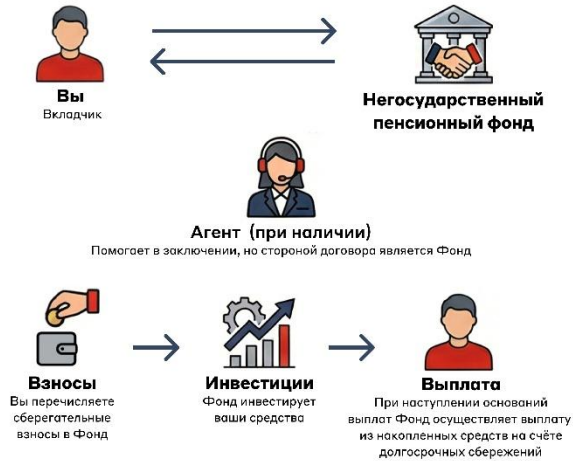 Вы
Вкладчик
Негосударственный
пенсионный фонд
Агент (при наличии)
Помогает в заключении, но стороной договора является Фонд
Взносы
Вы перечисляете
сберегательные
взносы в Фонд
Инвестиции
Фонд инвестирует
ваши средства
Выплата
При наступлении оснований
выплат Фонд осуществляет выплату
из накопленных средств на счёте
долгосрочных сбережений